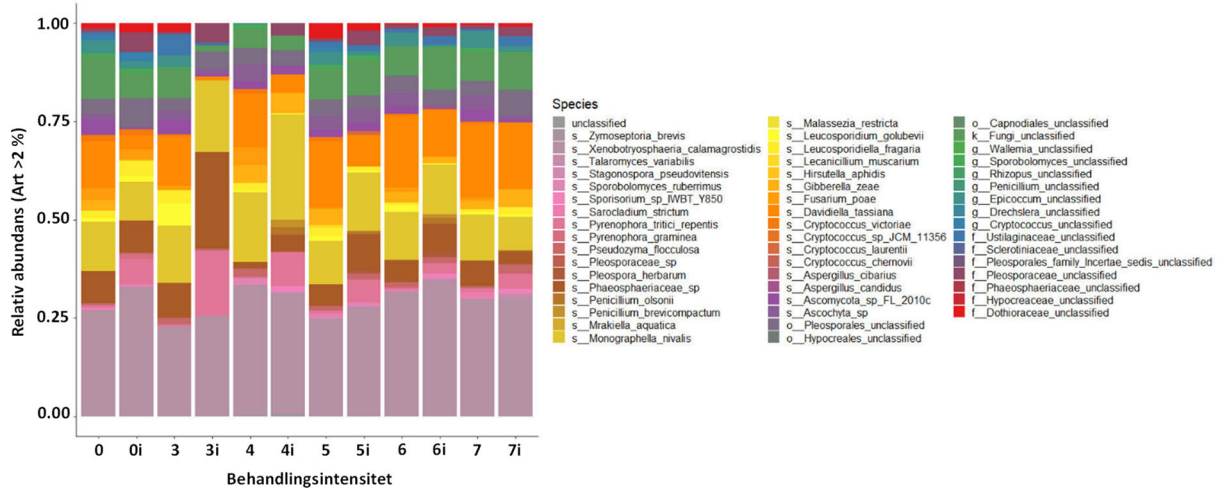 1.00
0.75
0.50
0.25
0.00
Relativ abundans (Art >2 %)
0 0i 3 3i 4 4i 5 5i 6 6i 7 7i
Behandlingsintensitet
Species
unclassified
s__Zymoseptoria_brevis
s__Xenobotryosphaeria_calamagrostidis
s__Talaromyces_variabilis
s__Stagonospora_pseudovitensis
s__Sporobolomyces_ruberrimus
s__Sporisorium_sp_IWBT_Y850
s__Sarocladium_strictum
s__Pyrenophora_tritici_repentis
s__Pyrenophora_graminea
s__Pseudozyma_flocculosa
s__Pleosporaceae_sp
s__Pleospora_herbarum
s__Phaeosphaeriaceae_sp
s__Penicillium_olsonii
s__Penicillium_brevicompactum
s__Mrakiella_aquatica
s__Monographella_nivalis
s__Malassezia_restricta
s__Leucosporidium_golubevii
s__Leucosporidiella_fragaria
s__Lecanicillium_muscarium
s__Hirsutella_aphidis
s__Gibberella_zeae
s__Fusarium_poae
s__Davidiella_tassiana
s__Cryptococcus_victoriae
s__Cryptococcus_sp_JCM_11356
s__Cryptococcus_laurentii
s__Cryptococcus_chernovii
s__Aspergillus_cibarius
s__Aspergillus_candidus
s__Ascomycota_sp_FL_2010c
s__Ascochyta_sp
o__Pleosporales_unclassified
o__Hypocreales_unclassified
o__Capnodiales_unclassified
k__Fungi_unclassified
g__Wallemia_unclassified
g__Sporobolomyces_unclassified
g__Rhizopus_unclassified
g__Penicillium_unclassified
g__Epicoccum_unclassified
g__Drechslera_unclassified
g__Cryptococcus_unclassified
f__Ustilaginaceae_unclassified
f__Sclerotiniaceae_unclassified
f__Pleosporales_family_Incertae_sedis_unclassified
f__Pleosporaceae_unclassified
f__Phaeosphaeriaceae_unclassified
f__Hypocreaceae_unclassified
f__Dothioraceae_unclassified